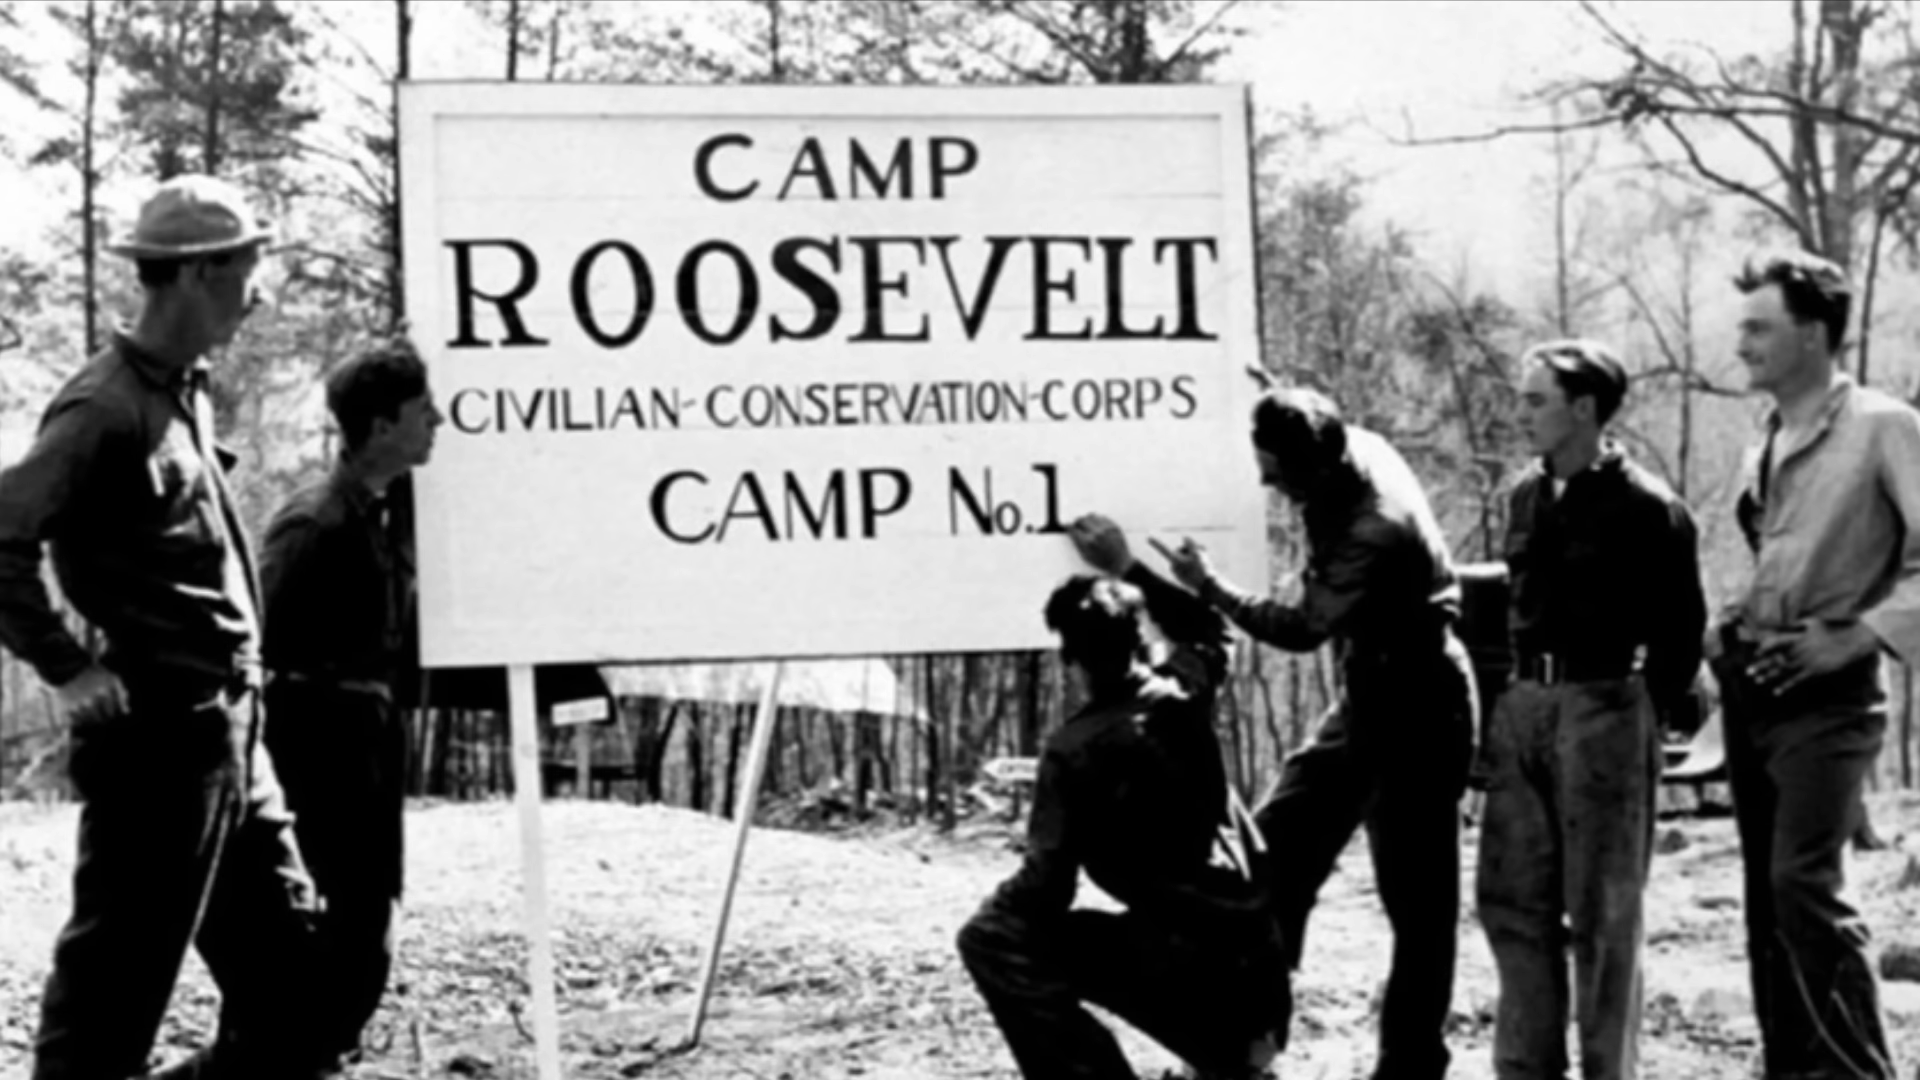 CAMP
ROOSEVELT
CIVILIAN-CONSERVATION-CORPS
CAMP No.1